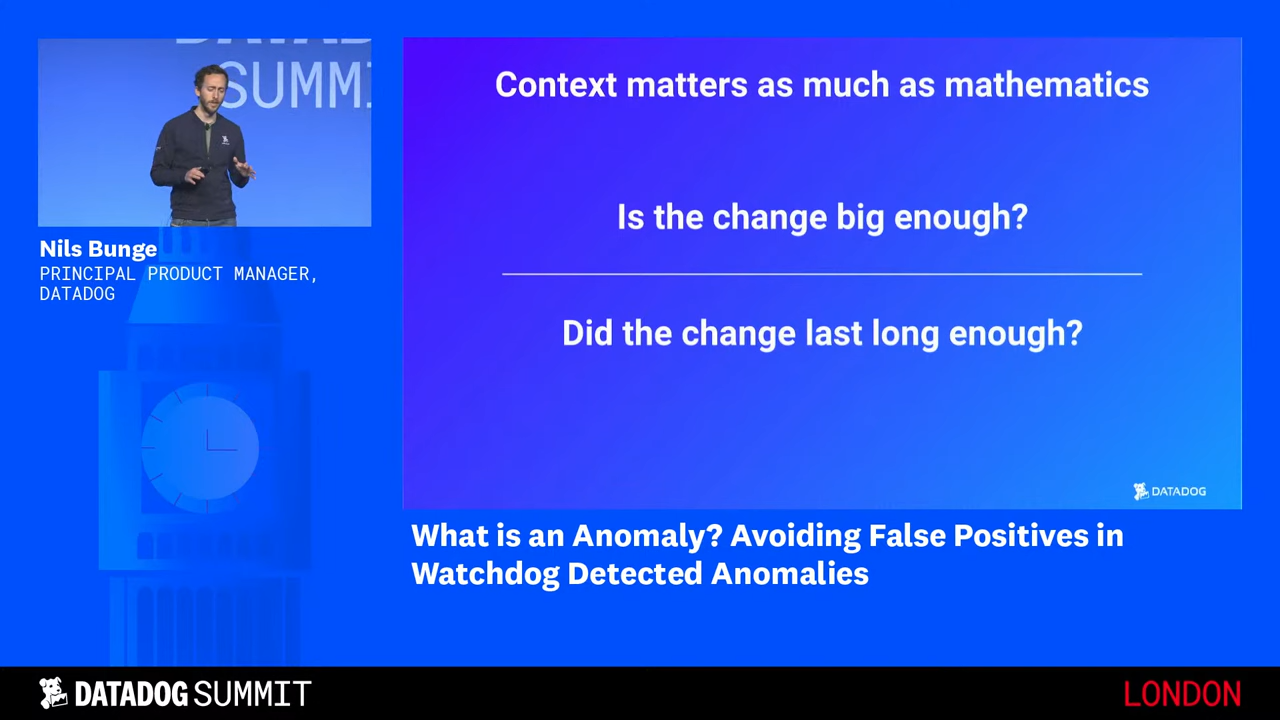 SUMMI
Nils Bunge
PRINCIPAL PRODUCT MANAGER,
DATADOG
Context matters as much as mathematics
Is the change big enough?
Did the change last long enough?
DATADOG
What is an Anomaly? Avoiding False Positives in
Watchdog Detected Anomalies
DATADOG SUMMIT
LONDON